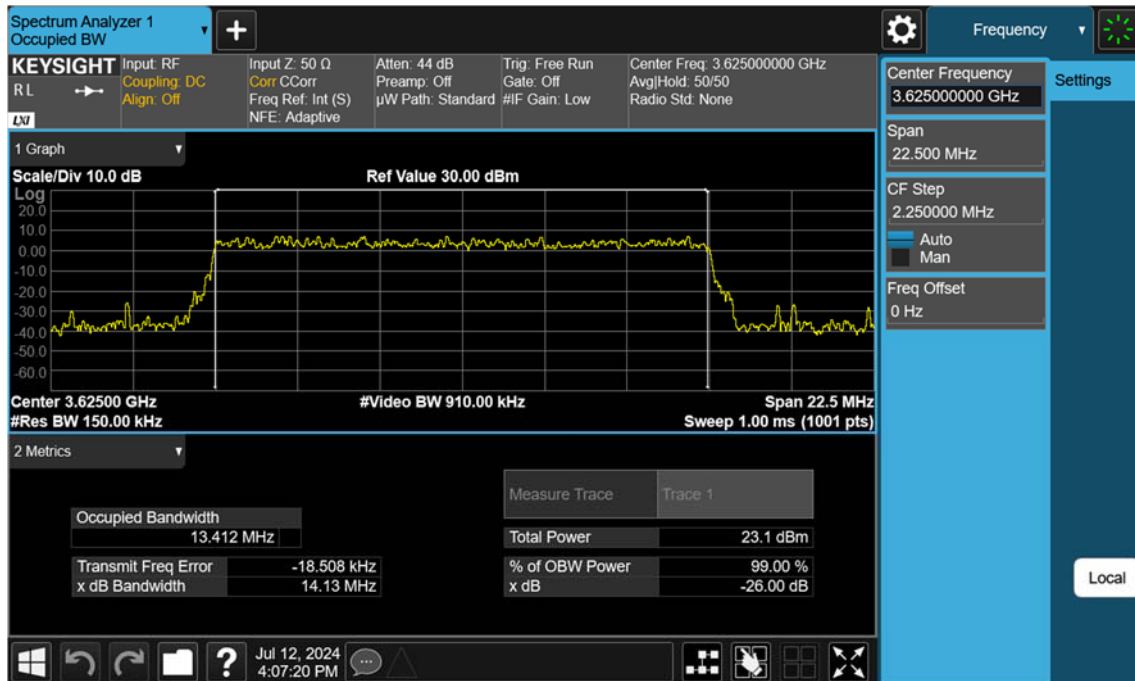 Spectrum Analyzer 1
Occupied BW
+
Frequency
KEYSIGHT
R L
LXI
Input: RF
Coupling: DC
Align: Off
Input Z: 50 Ω
Corr CCorr
Freq Ref: Int (S)
NFE: Adaptive
Atten: 44 dB
Preamp: Off
µW Path: Standard
Trig: Free Run
Gate: Off
#IF Gain: Low
Center Freq: 3.625000000 GHz
Avg|Hold: 50/50
Radio Std: None
1 Graph
Scale/Div 10.0 dB
Ref Value 30.00 dBm
Log
20.0
10.0
0.00
-10.0
-20.0
-30.0
-40.0
-50.0
-60.0
Center 3.62500 GHz
#Video BW 910.00 kHz
Span 22.5 MHz
#Res BW 150.00 kHz
Sweep 1.00 ms (1001 pts)
2 Metrics
Measure Trace
Trace 1
Occupied Bandwidth
13.412 MHz
Total Power
23.1 dBm
Transmit Freq Error
-18.508 kHz
% of OBW Power
99.00 %
x dB Bandwidth
14.13 MHz
x dB
-26.00 dB
?
Jul 12, 2024
4:07:20 PM
Center Frequency
3.625000000 GHz
Span
22.500 MHz
CF Step
2.250000 MHz
Auto
Man
Freq Offset
0 Hz
Settings
Local